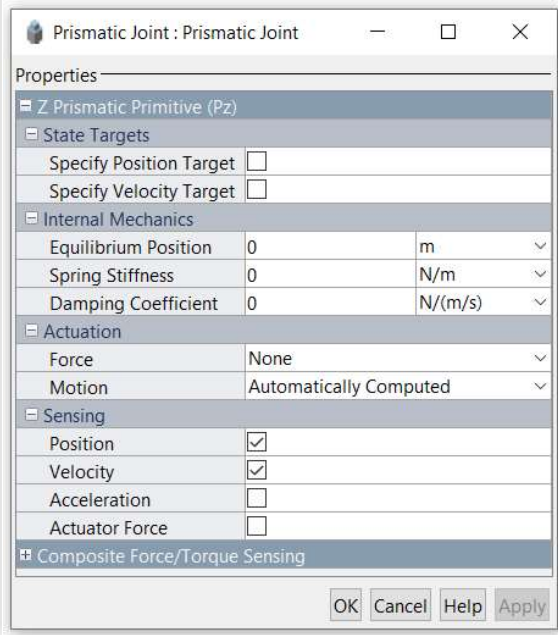 Prismatic Joint : Prismatic Joint
Properties
Z Prismatic Primitive (Pz)
State Targets
Specify Position Target
Specify Velocity Target
Internal Mechanics
Equilibrium Position 0 m
Spring Stiffness 0 N/m
Damping Coefficient 0 N/(m/s)
Actuation
Force None
Motion Automatically Computed
Sensing
Position
Velocity
Acceleration
Actuator Force
Composite Force/Torque Sensing
OK Cancel Help Apply